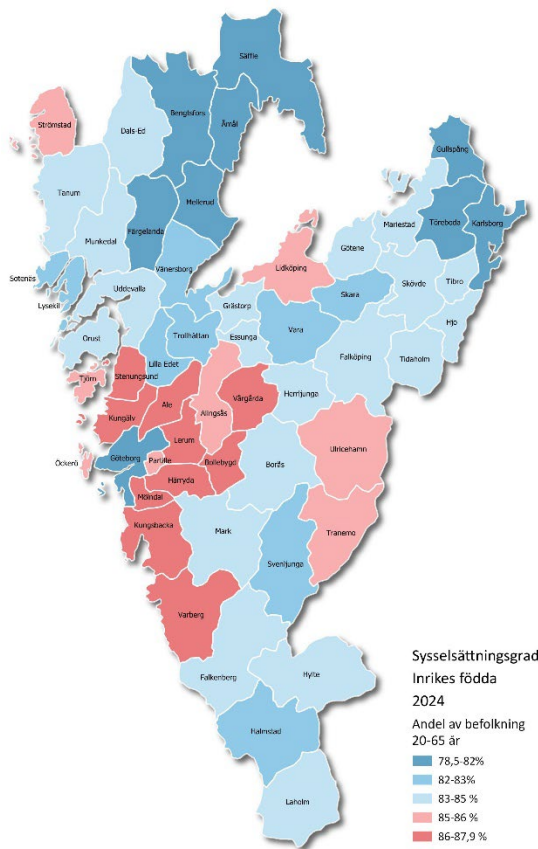 Säffle
Bengtsfors
Åmål
Strömstad
Dals-Ed
Gullspång
Tanum
Mellerud
Färgelanda
Töreboda
Karlsborg
Mariestad
Munkedal
Götene
Vänersborg
Lidköping
Sotenäs
Tibro
Skövde
Skara
Uddevalla
Lysekil
Grästorp
Hjo
Trollhättan
Vara
Essunga
Orust
Falköping
Tidaholm
Lilla Edet
Stenungsund
Tjörn
Herrljunga
Vårgårda
Ale
Alingsås
Kungälv
Lerum
Ulricehamn
Göteborg
Partille
Bollebygd
Borås
Öckerö
Härryda
Mölndal
Kungsbacka
Mark
Tranemo
Svenljunga
Varberg
Falkenberg
Hylte
Halmstad
Laholm
Sysselsättningsgrad
Inrikes födda
2024
Andel av befolkning
20-65 år
78,5-82%
82-83%
83-85 %
85-86 %
86-87,9 %